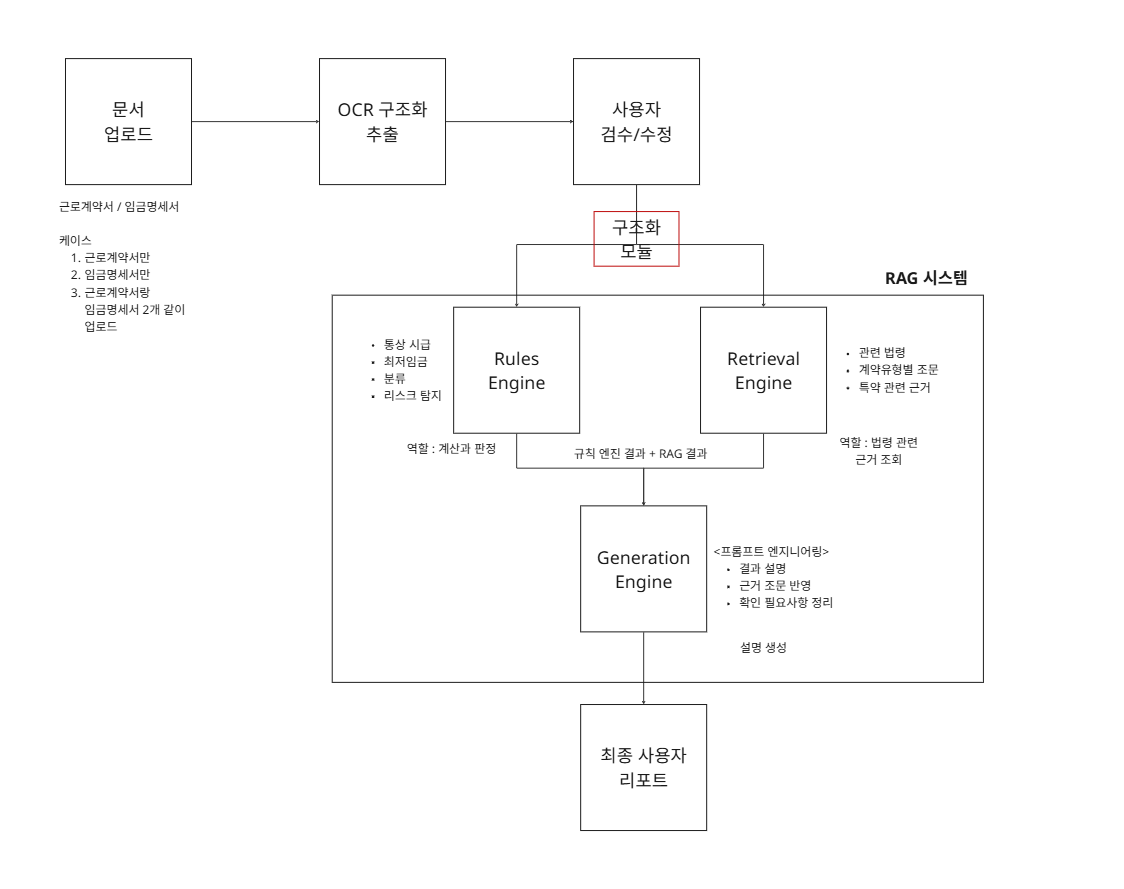 문서
업로드
OCR 구조화
추출
사용자
검수/수정
근로계약서 / 임금명세서
케이스
1. 근로계약서만
2. 임금명세서만
3. 근로계약서랑
임금명세서 2개 같이
업로드
구조화
모듈
RAG 시스템
• 통상 시급
• 최저임금
• 분류
• 리스크 탐지
Rules
Engine
Retrieval
Engine
• 관련 법령
• 계약유형별 조문
• 특약 관련 근거
역할 : 계산과 판정
규칙 엔진 결과 + RAG 결과
역할 : 법령 관련
근거 조회
Generation
Engine
<프롬프트 엔지니어링>
• 결과 설명
• 근거 조문 반영
• 확인 필요사항 정리
설명 생성
최종 사용자
리포트